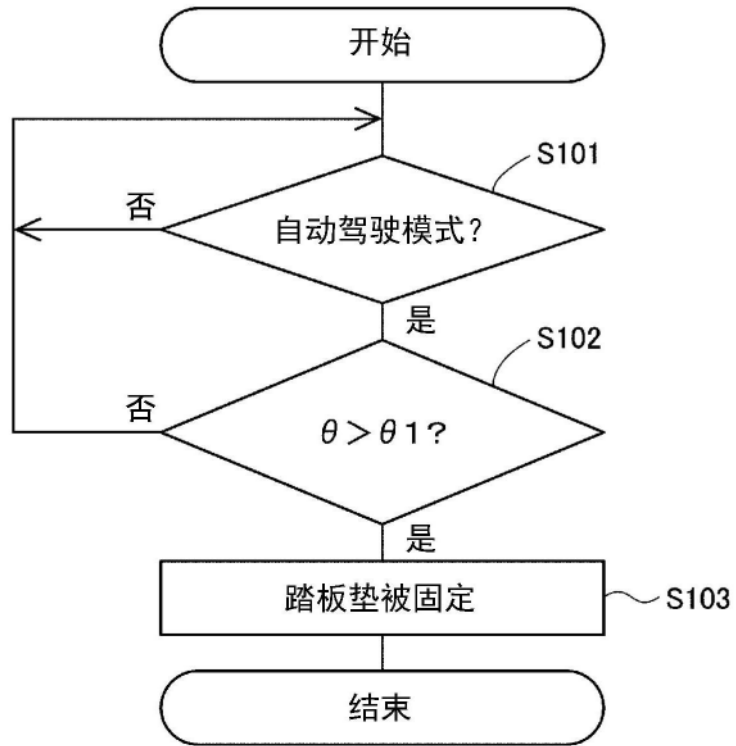 开始
S101
否
自动驾驶模式?
是
S102
否
θ>θ1?
是
踏板垫被固定
S103
结束